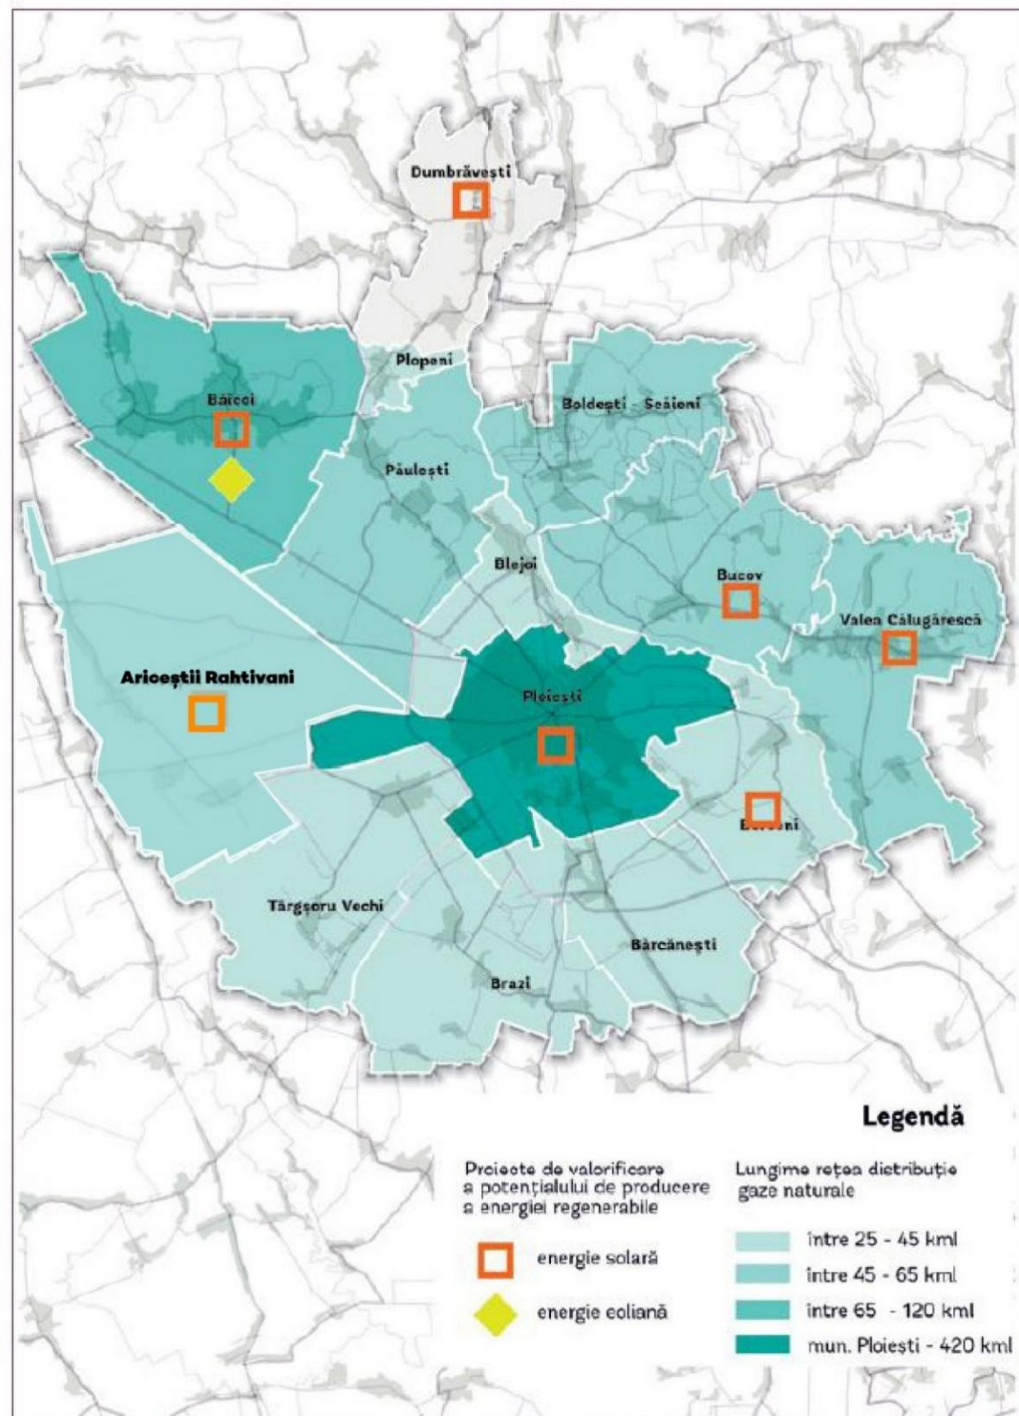 Dumbrăvești
Plopeni
Băicoi
Boldești - Scăieni
Păulești
Blejoi
Bucov
Valea Călugărească
Ariceștii Rahtivani
Ploiești
Târgșoru Vechi
Bărcănești
Brazi
Legendă
Proiecte de valorificare
a potențialului de producere
a energiei regenerabile
energie solară
energie eoliană
Lungime rețea distribuție
gaze naturale
între 25 - 45 kml
între 45 - 65 kml
între 65 - 120 kml
mun. Ploiești - 420 kml